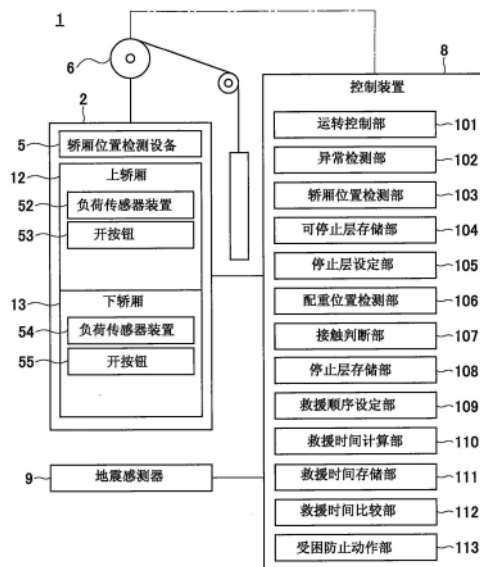 1
6
8
控制装置
2
5
轿厢位置检测设备
12
上轿厢
52
负荷传感器装置
53
开按钮
13
下轿厢
54
负荷传感器装置
55
开按钮
9
地震感测器
运转控制部
101
异常检测部
102
轿厢位置检测部
103
可停止层存储部
104
停止层设定部
105
配重位置检测部
106
接触判断部
107
停止层存储部
108
救援顺序设定部
109
救援时间计算部
110
救援时间存储部
111
救援时间比较部
112
受困防止动作部
113